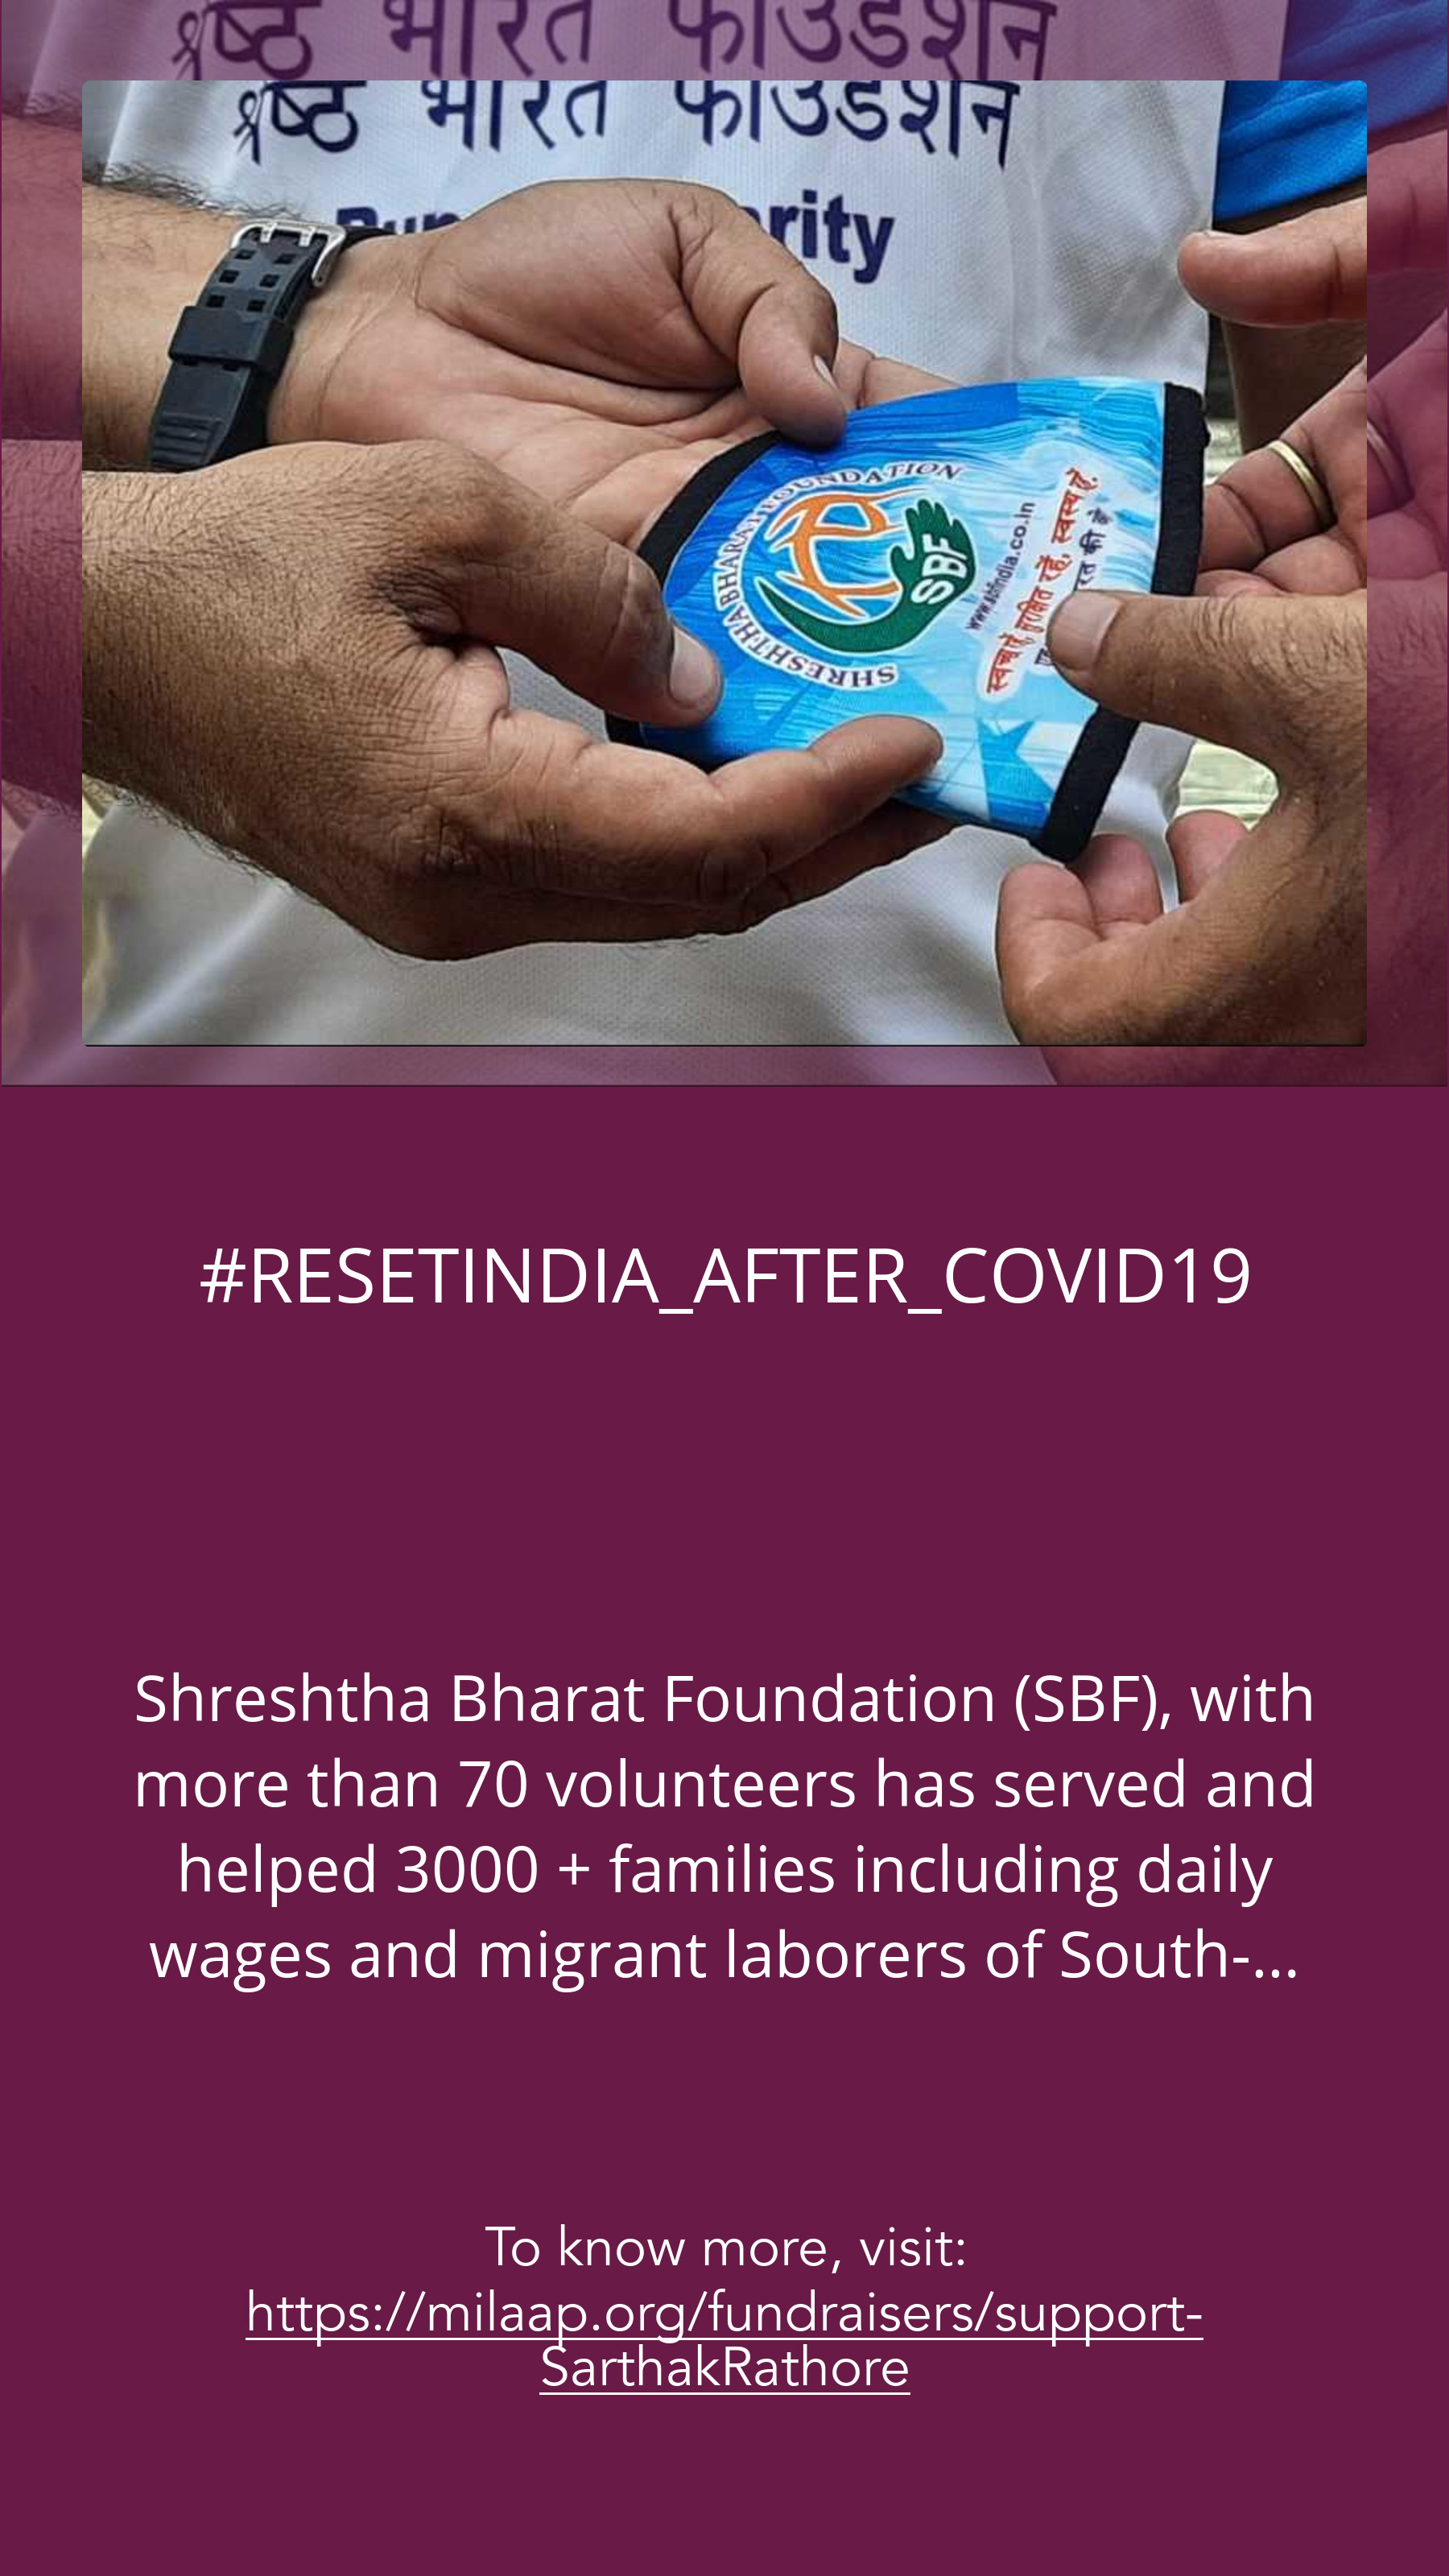 श्रेष्ठ भारत फाउंडेशन
श्रेष्ठ भारत फाउंडेशन
rity
SHRESHTHA BHARAT FOUNDATION
SBF
www.sbfindia.co.in
स्वच्छ रहें सुरक्षित रहें, स्वस्थ रहें
#RESETINDIA_AFTER_COVID19
Shreshtha Bharat Foundation (SBF), with
more than 70 volunteers has served and
helped 3000 + families including daily
wages and migrant laborers of South-...
To know more, visit:
https://milaap.org/fundraisers/support-
SarthakRathore